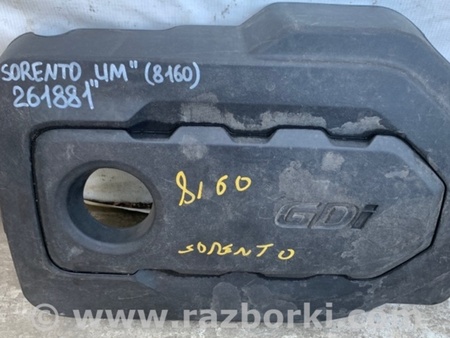 SORENTO „UM" (8160)
261881"
8160
GDi
SORENTO
www.razborki.com